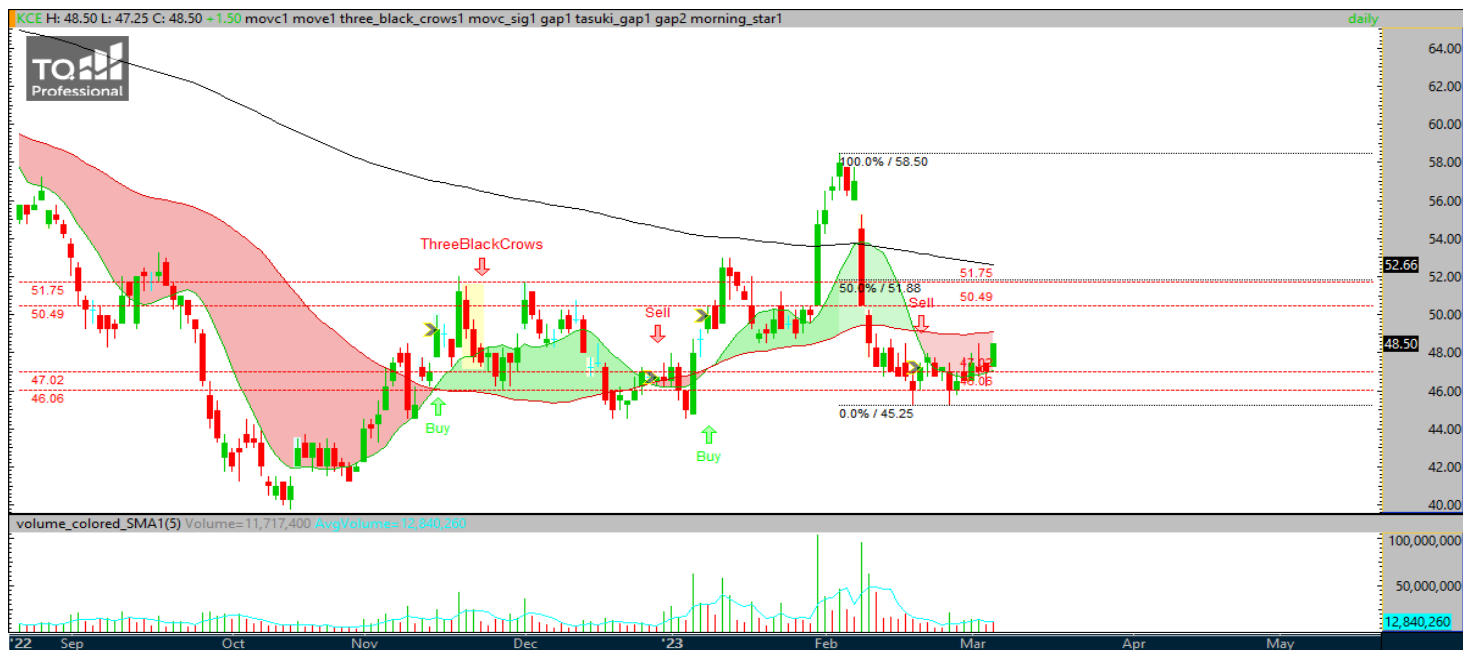 KCE H: 48.50 L: 47.25 C: 48.50 +1.50 movc1 move1 three_black_crows1 movc_sig1 gap1 tasuki_gap1 gap2 morning_star1 daily
TQ
Professional
64.00
62.00
60.00
58.00
56.00
54.00
52.66
52.00
50.00
48.50
48.00
46.00
44.00
42.00
40.00
100.0% / 58.50
ThreeBlackCrows
51.75
51.75
50.0% / 51.88
50.49
50.49
Sell
Sell
47.02
47.02
46.06
46.06
0.0% / 45.25
Buy
Buy
volume_colored_SMA1(5) Volume=11,717,400 AvgVolume=12,840,260
100,000,000
50,000,000
12,840,260
'22 Sep Oct Nov Dec '23 Feb Mar Apr May